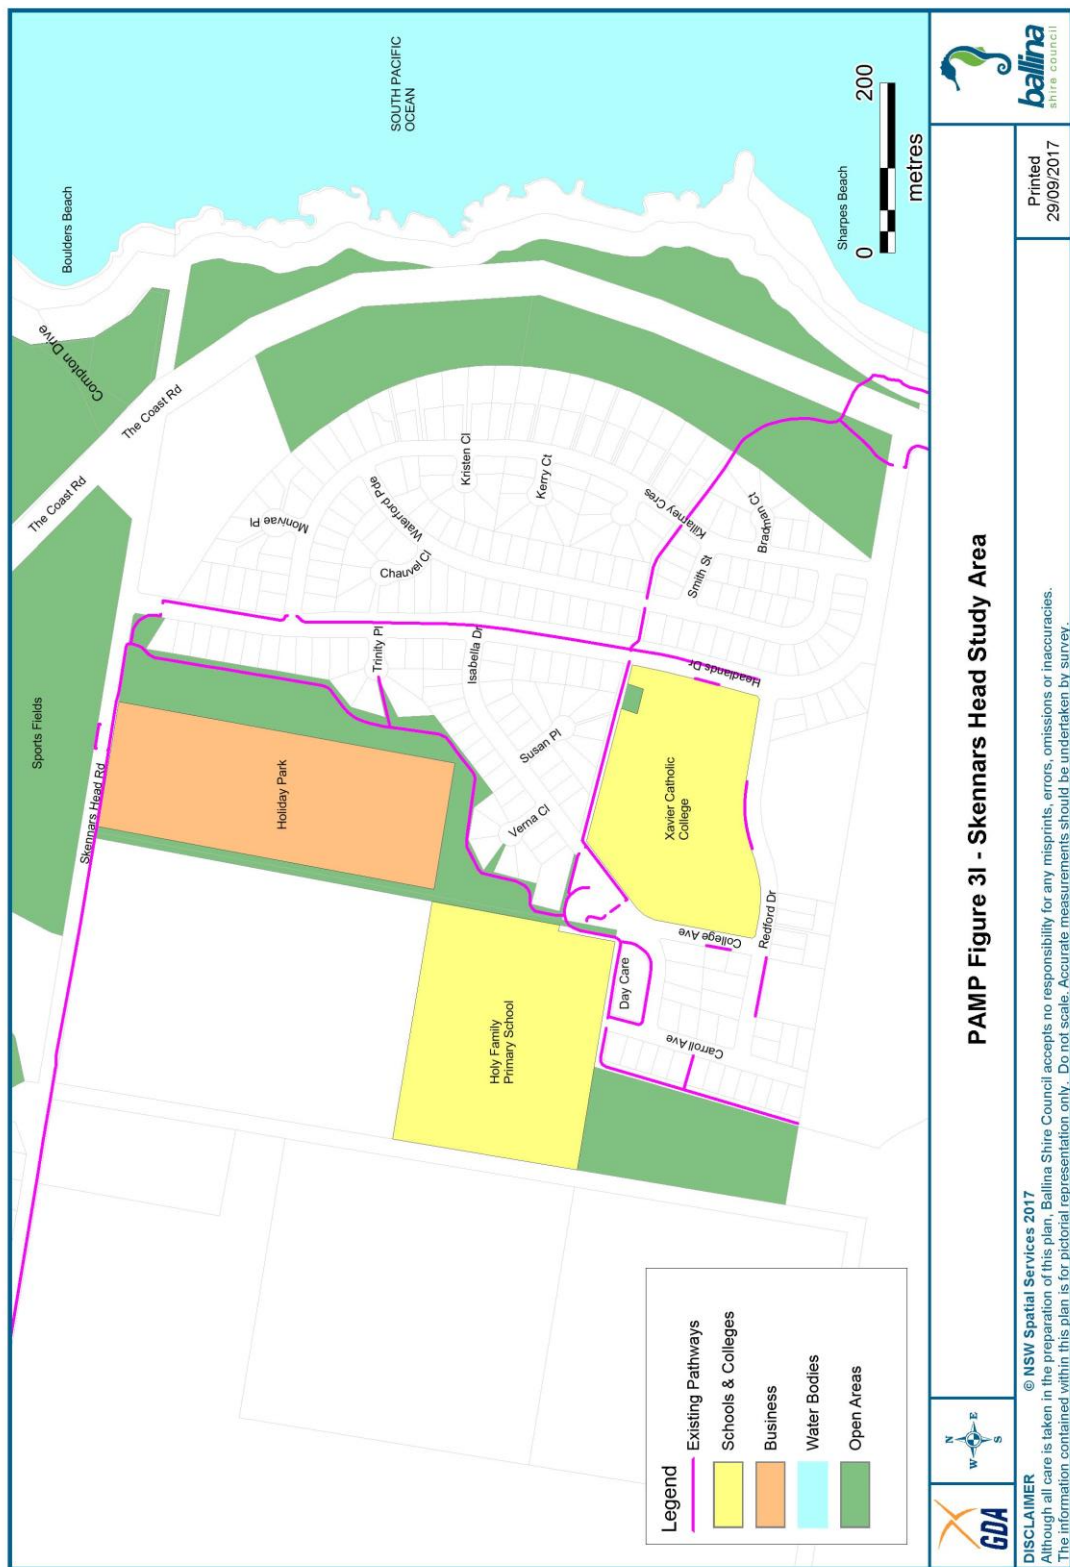 Boulders Beach
SOUTH PACIFIC
OCEAN
Compton Drive
The Coast Rd
The Coast Rd
Sports Fields
Skennars Head Rd
Holiday Park
Monivae Pl
Waterford Pde
Chauvel Cl
Kristen Cl
Kerry Ct
Trinity Pl
Isabella Dr
Susan Pl
Verna Cl
Killarney Cres
Smith St
Bradman Ct
Headlands Dr
Sharpes Beach
Holy Family
Primary School
Xavier Catholic
College
Day Care
College Ave
Redford Dr
Carroll Ave
0
200
metres
Legend
Existing Pathways
Schools & Colleges
Business
Water Bodies
Open Areas
GDA
N
W
E
S
PAMP Figure 3I - Skennars Head Study Area
ballina
shire council
DISCLAIMER
© NSW Spatial Services 2017
Although all care is taken in the preparation of this plan, Ballina Shire Council accepts no responsibility for any misprints, errors, omissions or inaccuracies.
The information contained within this plan is for pictorial representation only. Do not scale. Accurate measurements should be undertaken by survey.
Printed
29/09/2017